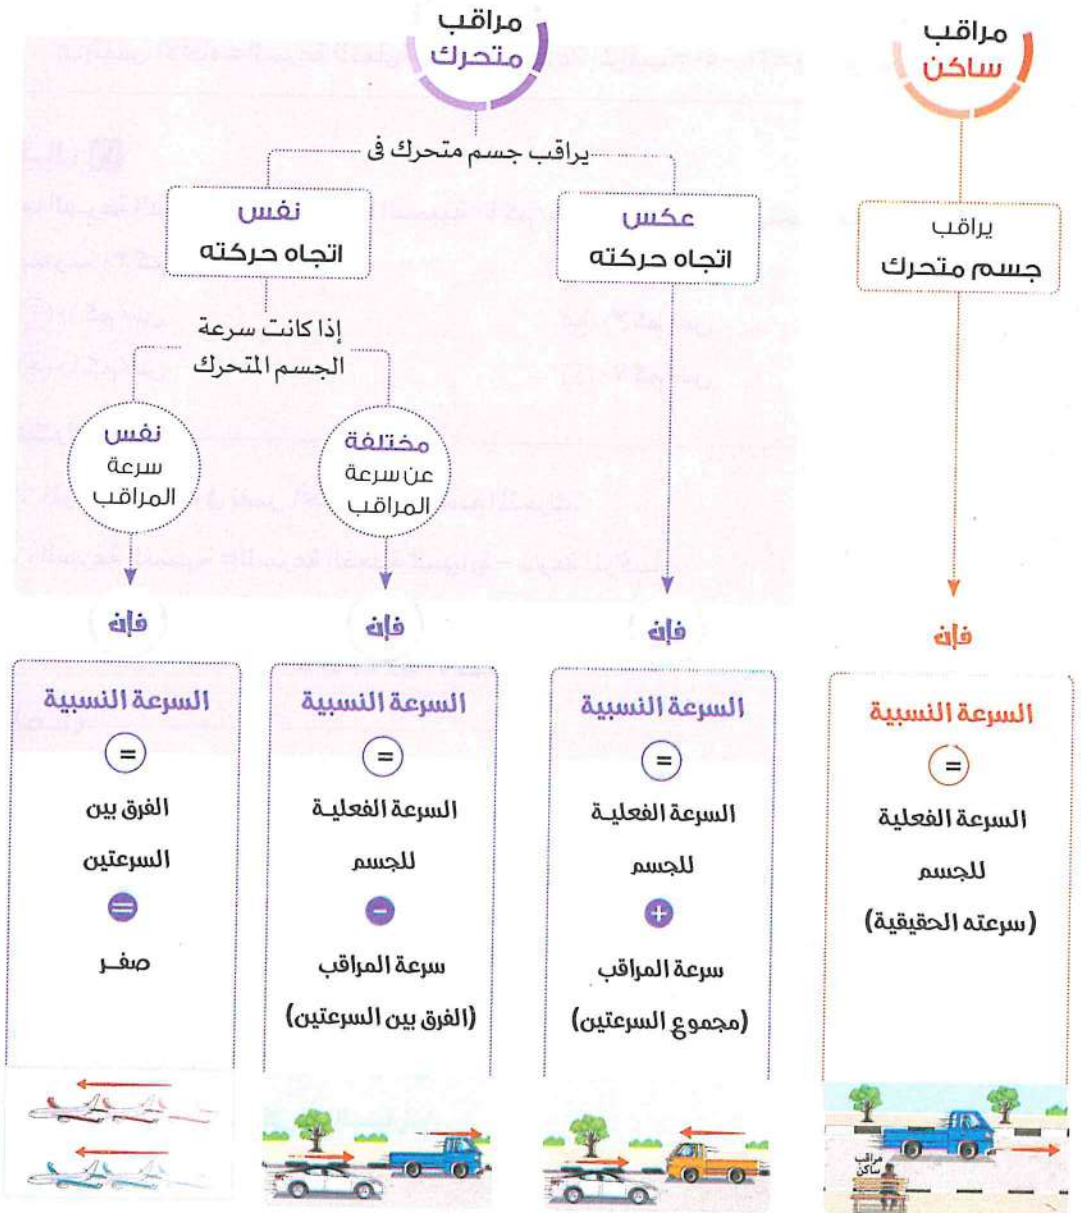 مراقب
ساكن
يراقب
جسم متحرك
فإن
السرعة النسبية
=
السرعة الفعلية
للجسم
(سرعته الحقيقية)
مراقب
ساكن
مراقب
متحرك
يراقب جسم متحرك فى
عكس
اتجاه حركته
فإن
السرعة النسبية
=
السرعة الفعليـة
للجسم
+
سرعة المراقب
(مجموع السرعتين)
نفس
اتجاه حركته
إذا كانت سرعة
الجسم المتحرك
مختلفة
عن سرعة
المراقب
فإن
السرعة النسبية
=
السرعة الفعليـة
للجسم
-
سرعة المراقب
(الفرق بين السرعتين)
نفس
سرعة
المراقب
فإن
السرعة النسبية
=
الفرق بين
السرعتين
=
صفـر